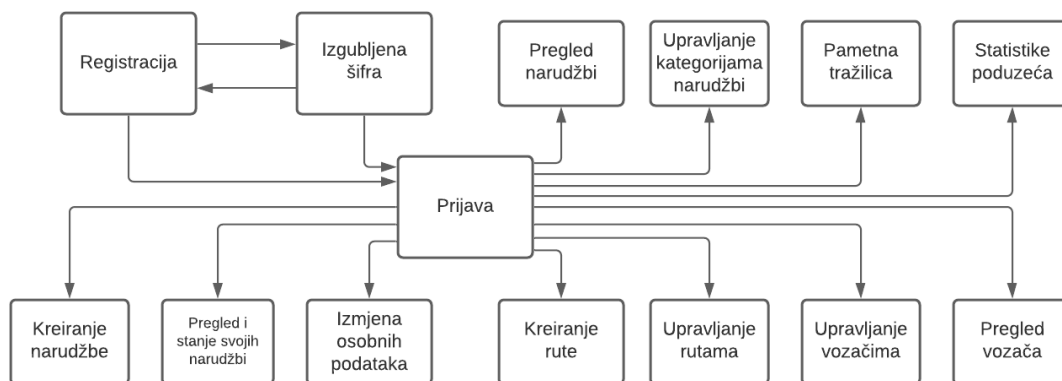 Registracija
Izgubljena
šifra
Pregled
narudžbi
Upravljanje
kategorijama
narudžbi
Pametna
tražilica
Statistike
poduzeća
Prijava
Kreiranje
narudžbe
Pregled i
stanje svojih
narudžbi
Izmjena
osobnih
podataka
Kreiranje
rute
Upravljanje
rutama
Upravljanje
vozačima
Pregled
vozača